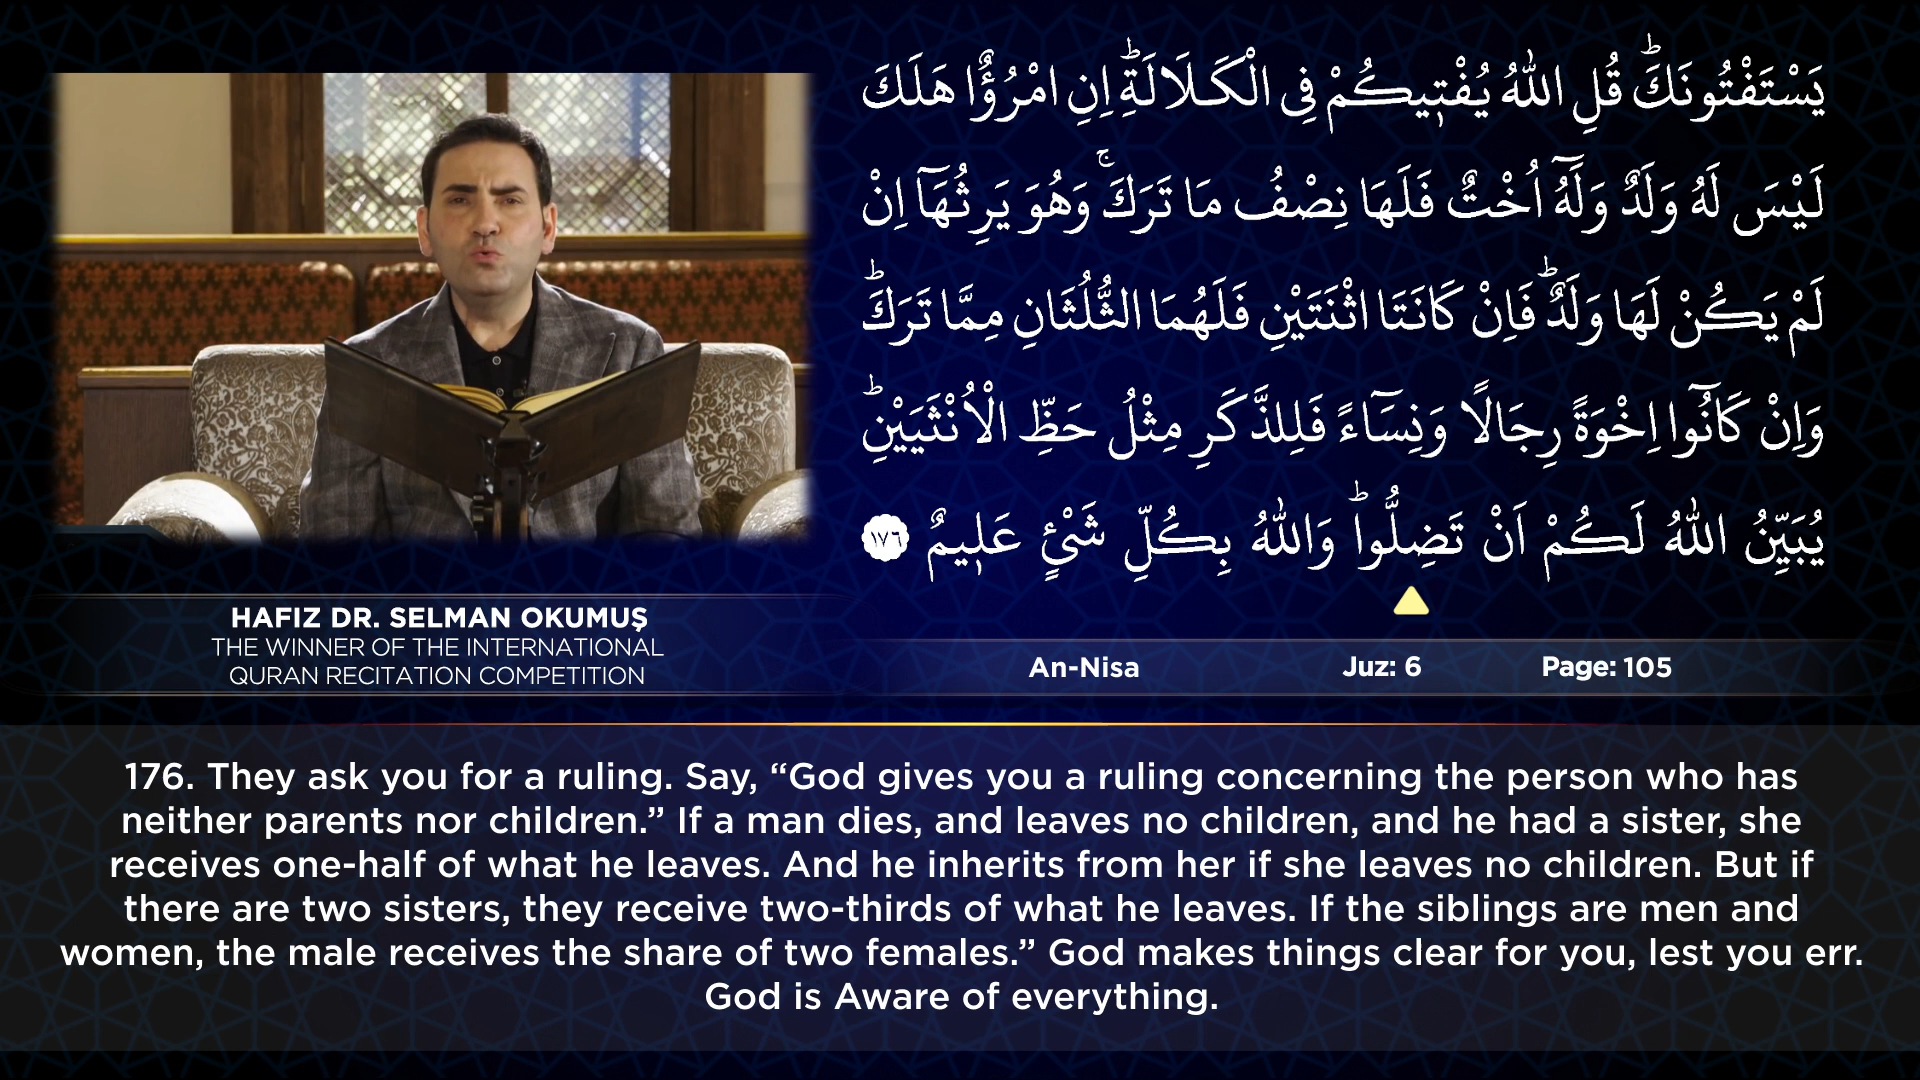 يَسْتَفْتُونَكَۜ قُلِ اللّٰهُ يُفْت۪يكُمْ فِى الْكَلَالَةِۜ اِنِ امْرُؤٌا هَلَكَ
لَيْسَ لَهُ وَلَدٌ وَلَهُٓ اُخْتٌ فَلَهَا نِصْفُ مَا تَرَكَۚ وَهُوَ يَرِثُهَٓا اِنْ
لَمْ يَكُنْ لَهَا وَلَدٌۜ فَاِنْ كَانَتَا اثْنَتَيْنِ فَلَهُمَا الثُّلُثَانِ مِمَّا تَرَكَۜ
وَاِنْ كَانُٓوا اِخْوَةً رِجَالًا وَنِسَٓاءً فَلِلذَّكَرِ مِثْلُ حَظِّ الْاُنْثَيَيْنِۜ
يُبَيِّنُ اللّٰهُ لَكُمْ اَنْ تَضِلُّواۜ وَاللّٰهُ بِكُلِّ شَيْءٍ عَل۪يمٌ ١٧٦
HAFIZ DR. SELMAN OKUMUŞ
THE WINNER OF THE INTERNATIONAL
QURAN RECITATION COMPETITION
An-Nisa Juz: 6 Page: 105
176. They ask you for a ruling. Say, “God gives you a ruling concerning the person who has
neither parents nor children.” If a man dies, and leaves no children, and he had a sister, she
receives one-half of what he leaves. And he inherits from her if she leaves no children. But if
there are two sisters, they receive two-thirds of what he leaves. If the siblings are men and
women, the male receives the share of two females.” God makes things clear for you, lest you err.
God is Aware of everything.